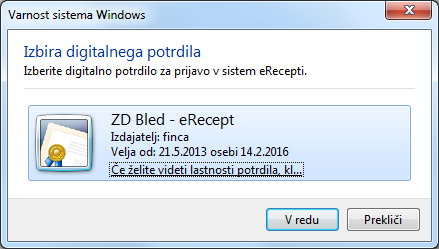 Varnost sistema Windows
Izbira digitalnega potrdila
Izberite digitalno potrdilo za prijavo v sistem eRecepti.
ZD Bled - eRecept
Izdajatelj: finca
Velja od: 21.5.2013 osebi 14.2.2016
Če želite videti lastnosti potrdila, kl...
V redu
Prekliči